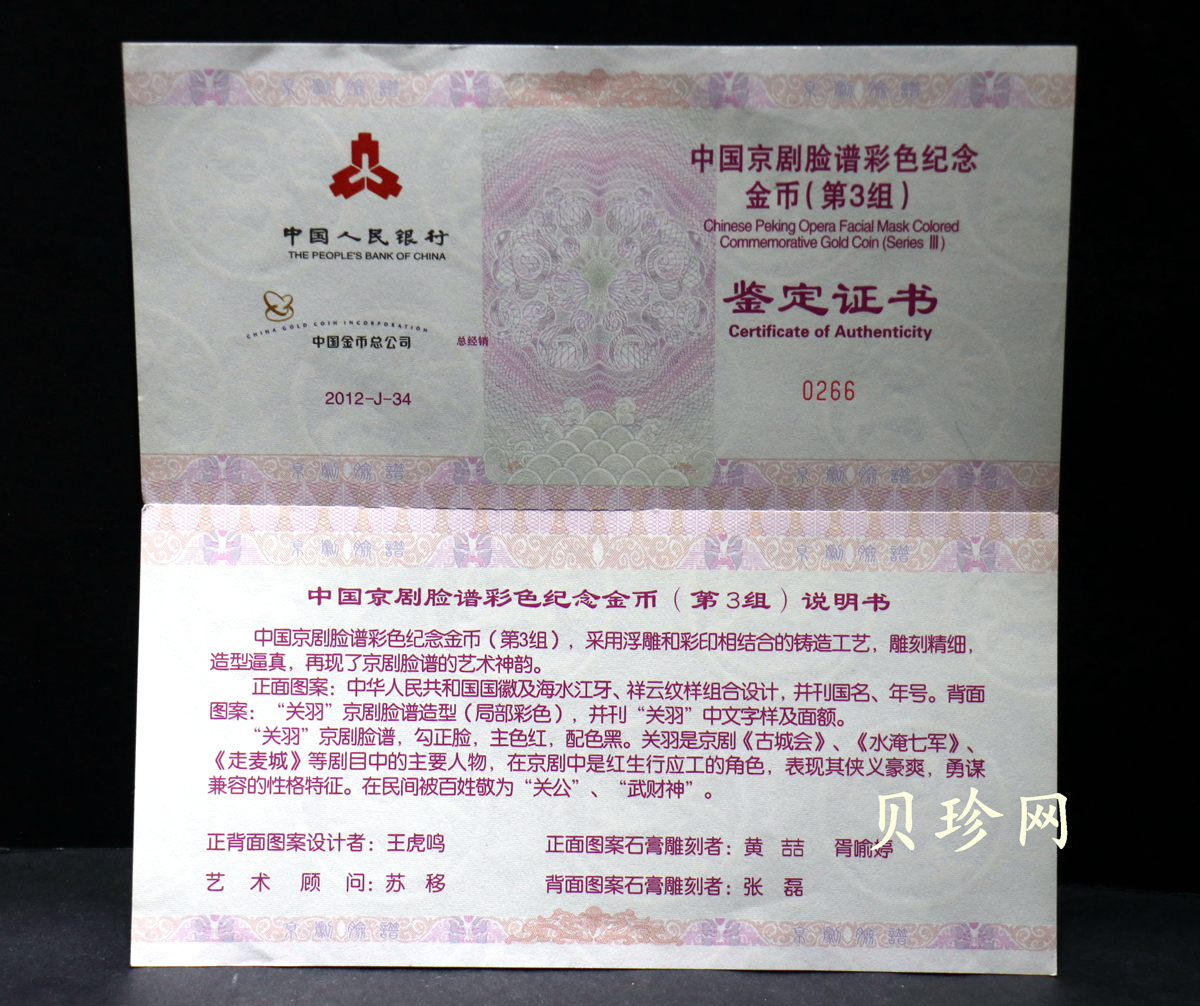 中国人民银行
THE PEOPLE'S BANK OF CHINA
CHINA GOLD COIN INCORPORATION
中国金币总公司
总经销
2012-J-34
中国京剧脸谱彩色纪念
金币（第3组）
Chinese Peking Opera Facial Mask Colored
Commemorative Gold Coin (Series Ⅲ)
鉴定证书
Certificate of Authenticity
0266
中国京剧脸谱彩色纪念金币（第3组）说明书
中国京剧脸谱彩色纪念金币（第3组），采用浮雕和彩印相结合的铸造工艺，雕刻精细，
造型逼真，再现了京剧脸谱的艺术神韵。
正面图案：中华人民共和国国徽及海水江牙、祥云纹样组合设计，并刊国名、年号。背面
图案：“关羽”京剧脸谱造型（局部彩色），并刊“关羽”中文字样及面额。
“关羽”京剧脸谱，勾正脸，主色红，配色黑。关羽是京剧《古城会》、《水淹七军》、
《走麦城》等剧目中的主要人物，在京剧中是红生行应工的角色，表现其侠义豪爽，勇谋
兼容的性格特征。在民间被百姓敬为“关公”、“武财神”。
正背面图案设计者：王虎鸣
正面图案石膏雕刻者：黄 喆 胥喻婷
艺术顾问：苏 移
背面图案石膏雕刻者：张 磊
贝珍网